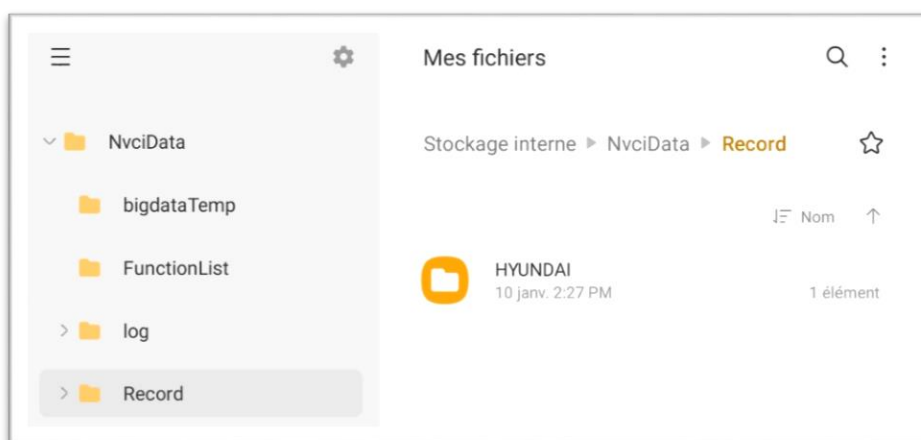 Mes fichiers
NvciData
bigdataTemp
FunctionList
log
Record
Stockage interne NvciData Record
Nom
HYUNDAI
10 janv. 2:27 PM
1 élément